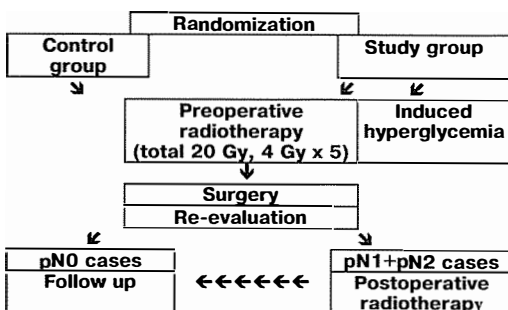 Randomization
Control
group
Study group
Preoperative
radiotherapy
(total 20 Gy, 4 Gy x 5)
Induced
hyperglycemia
Surgery
Re-evaluation
pN0 cases
Follow up
pN1+pN2 cases
Postoperative
radiotherapy